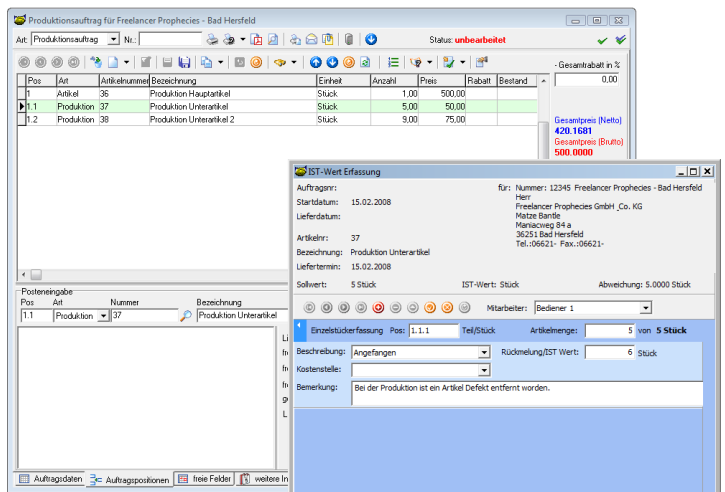 Produktionsauftrag für Freelancer Prophecies - Bad Hersfeld
Art: Produktionsauftrag Nr.: Status: unbearbeitet
- Gesamtrabatt in %
0,00
Pos Art Artikelnummer Bezeichnung Einheit Anzahl Preis Rabatt Bestand
1 Artikel 36 Produktion Hauptartikel Stück 1,00 500,00
1.1 Produktion 37 Produktion Unterartikel Stück 5,00 50,00
1.2 Produktion 38 Produktion Unterartikel 2 Stück 9,00 75,00
Gesamtpreis (Netto)
420.1681
Gesamtpreis (Brutto)
500.0000
Posteneingabe
Pos Art Nummer Bezeichnung
1.1 Produktion 37 Produktion Unterartikel
Auftragsdaten Auftragspositionen freie Felder weitere In
IST-Wert Erfassung
Auftragsnr: für: Nummer: 12345 Freelancer Prophecies - Bad Hersfeld
Herr
Startdatum: 15.02.2008 Freelancer Prophecies GmbH _Co. KG
Lieferdatum: Matze Bantle
Maniacweg 84 a
Artikelnr: 37 36251 Bad Hersfeld
Tel.:06621- Fax.:06621-
Bezeichnung: Produktion Unterartikel
Liefertermin: 15.02.2008
Sollwert: 5 Stück IST-Wert: Stück Abweichung: 5.0000 Stück
Mitarbeiter: Bediener 1
Einzelstückerfassung Pos: 1.1.1 Teil/Stück Artikelmenge: 5 von 5 Stück
Beschreibung: Angefangen Rückmelung/IST Wert: 6 Stück
Kostenstelle:
Bemerkung: Bei der Produktion ist ein Artikel Defekt entfernt worden.